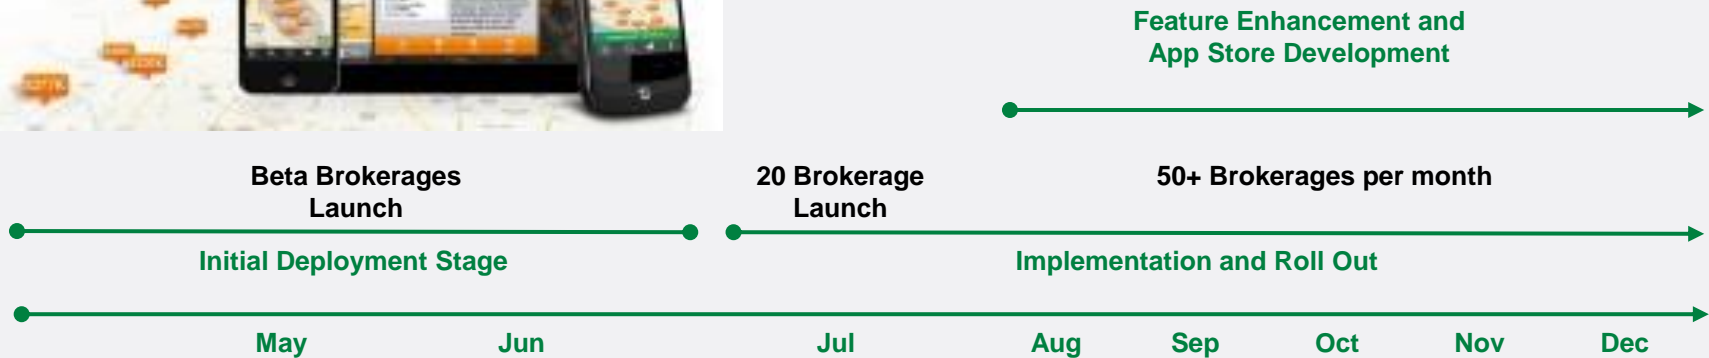 Feature Enhancement and
App Store Development
Beta Brokerages
Launch
20 Brokerage
Launch
50+ Brokerages per month
Initial Deployment Stage
Implementation and Roll Out
May
Jun
Jul
Aug
Sep
Oct
Nov
Dec